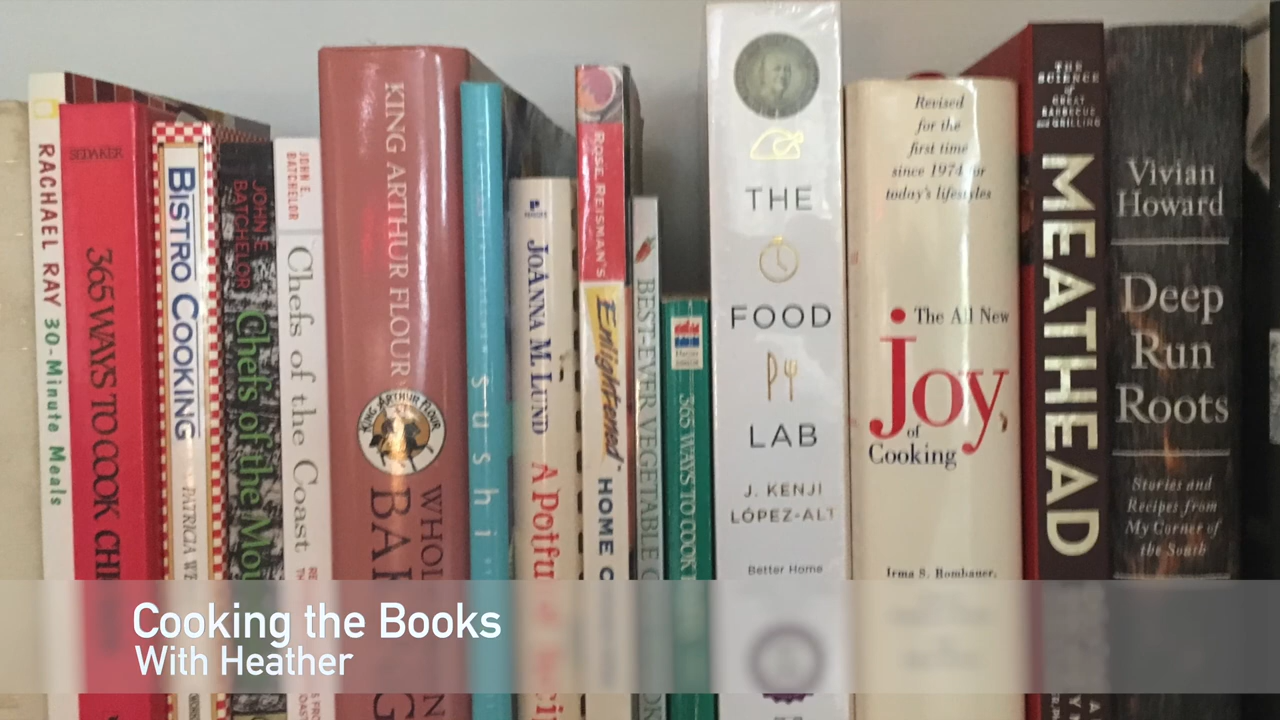 RACHAEL RAY 30-Minute Meals
SEDAKER
365 WAYS TO COOK CHI
BISTRO COOKING
PATRICIA WE
JOHN E.
BATCHELOR
Chefs of the Mou
JOHN E.
BATCHELOR
Chefs of the Coast
KING ARTHUR FLOUR
KING ARTHUR FLOUR
WHOL
BA
sushi
JOANNA M. LUND
A Potful
ROSE REISMAN'S
Enlightened
HOME C
BEST-EVER VEGETABLE
365 WAYS TO COOK
THE
FOOD
LAB
J. KENJI
LÓPEZ-ALT
Better Home
Revised
for the
first time
since 1974 for
today's lifestyles
The All New
Joy
of
Cooking
Irma S. Rombauer,
THE
SCIENCE
of
GREAT
BARBECUE
and GRILLING
MEATHEAD
Vivian
Howard
Deep
Run
Roots
Stories and
Recipes from
My Corner of
the South
Cooking the Books
With Heather